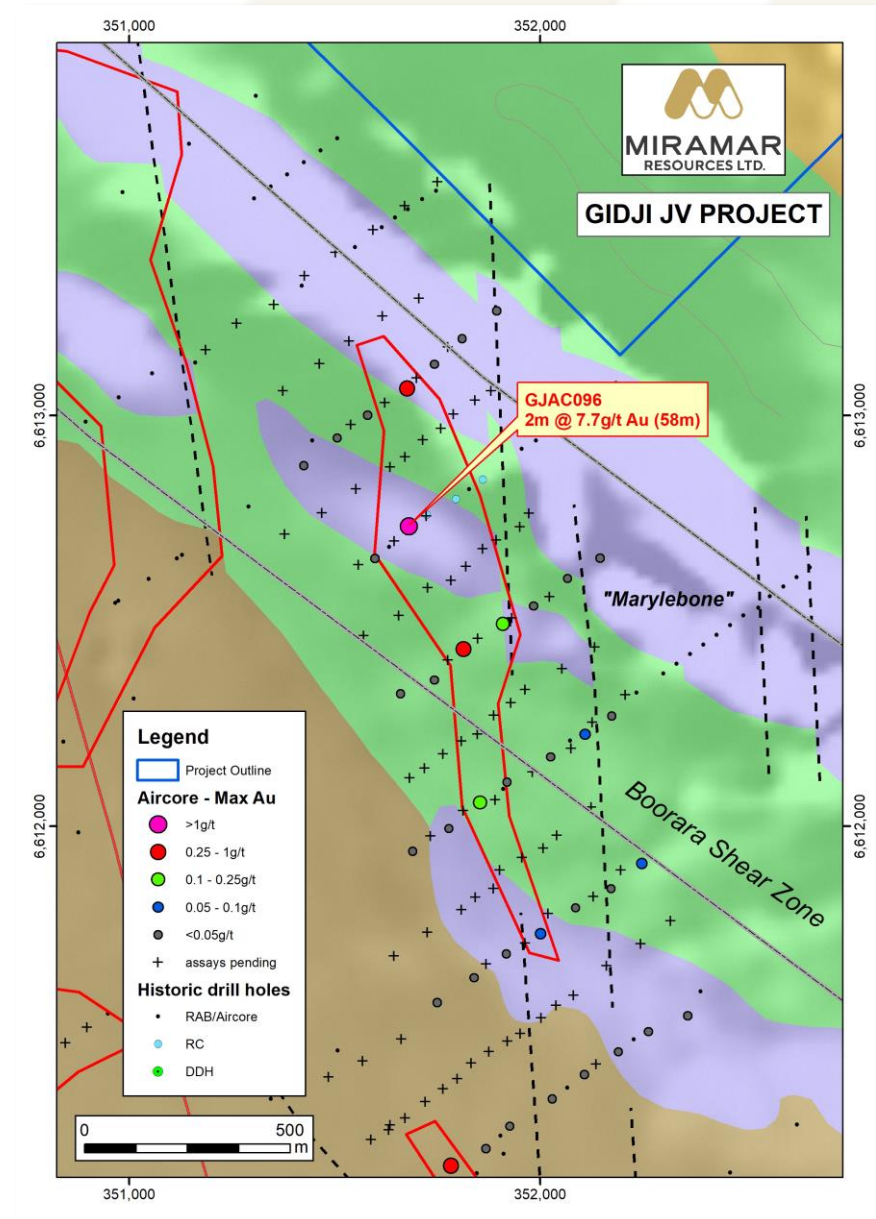 351,000
352,000
MIRAMAR
RESOURCES LTD.
GIDJI JV PROJECT
6,613,000
6,613,000
GJAC096
2m @ 7.7g/t Au (58m)
"Marylebone"
Boorara Shear Zone
6,612,000
6,612,000
Legend
Project Outline
Aircore - Max Au
>1g/t
0.25 - 1g/t
0.1 - 0.25g/t
0.05 - 0.1g/t
<0.05g/t
assays pending
Historic drill holes
RAB/Aircore
RC
DDH
0 500
m
351,000
352,000